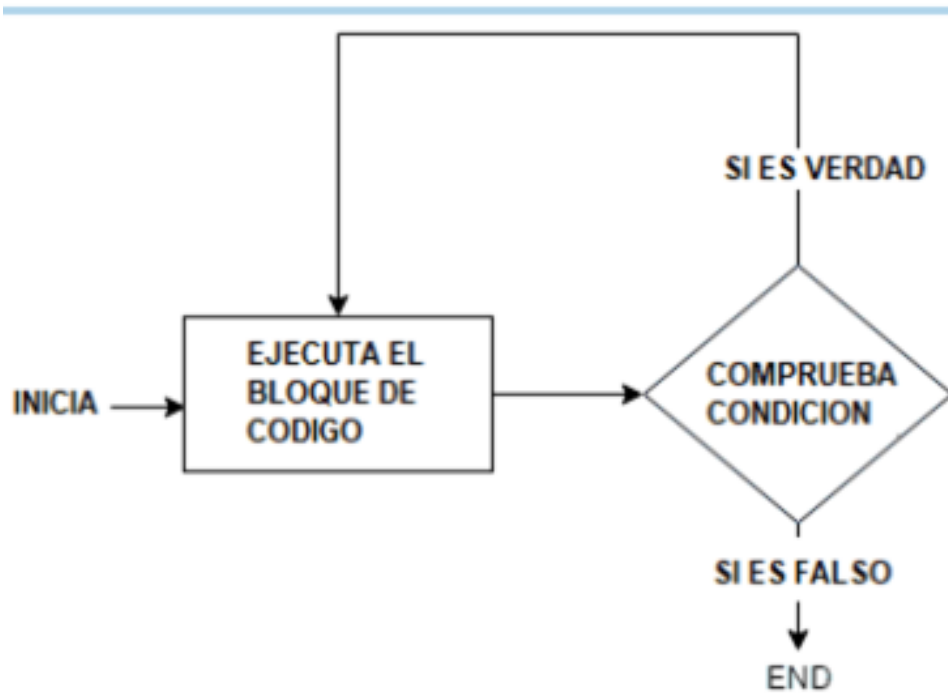 SI ES VERDAD
EJECUTA EL
BLOQUE DE
CODIGO
INICIA
COMPRUEBA
CONDICION
SI ES FALSO
END